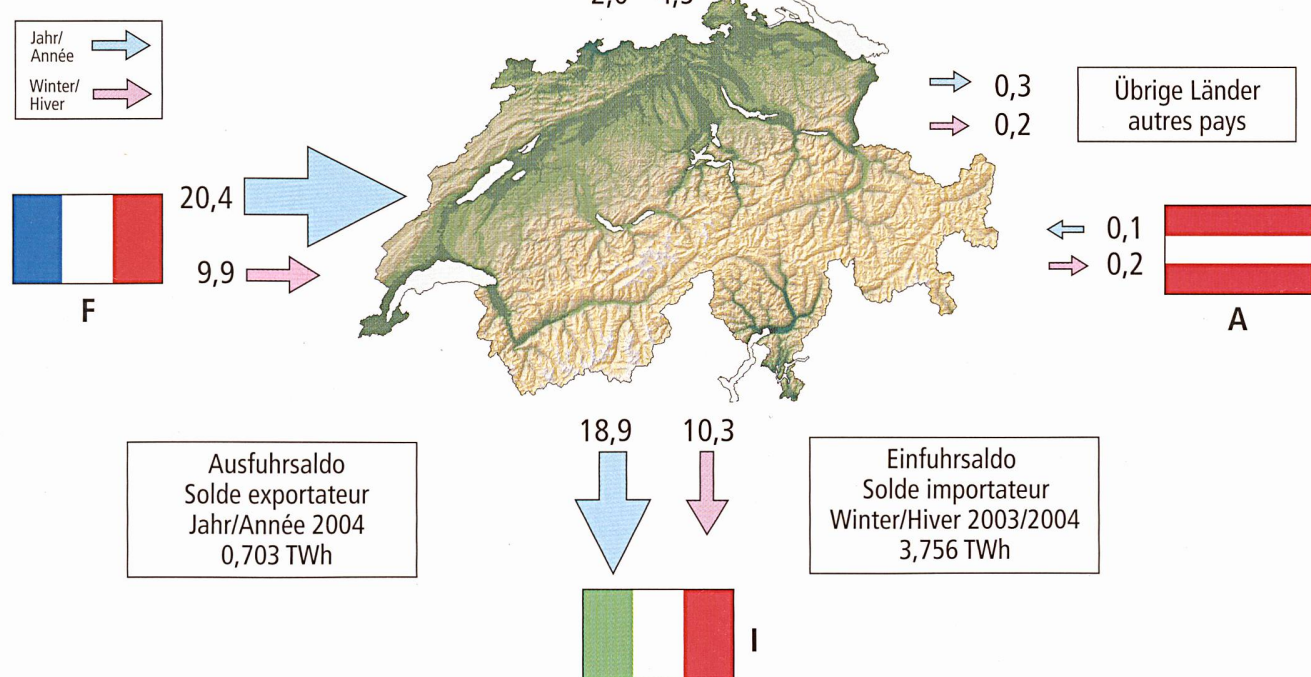 Jahr/
Année
Winter/
Hiver
0,3
0,2
Übrige Länder
autres pays
20,4
9,9
F
0,1
0,2
A
18,9
10,3
Ausfuhrsaldo
Solde exportateur
Jahr/Année 2004
0,703 TWh
Einfuhrsaldo
Solde importateur
Winter/Hiver 2003/2004
3,756 TWh
I